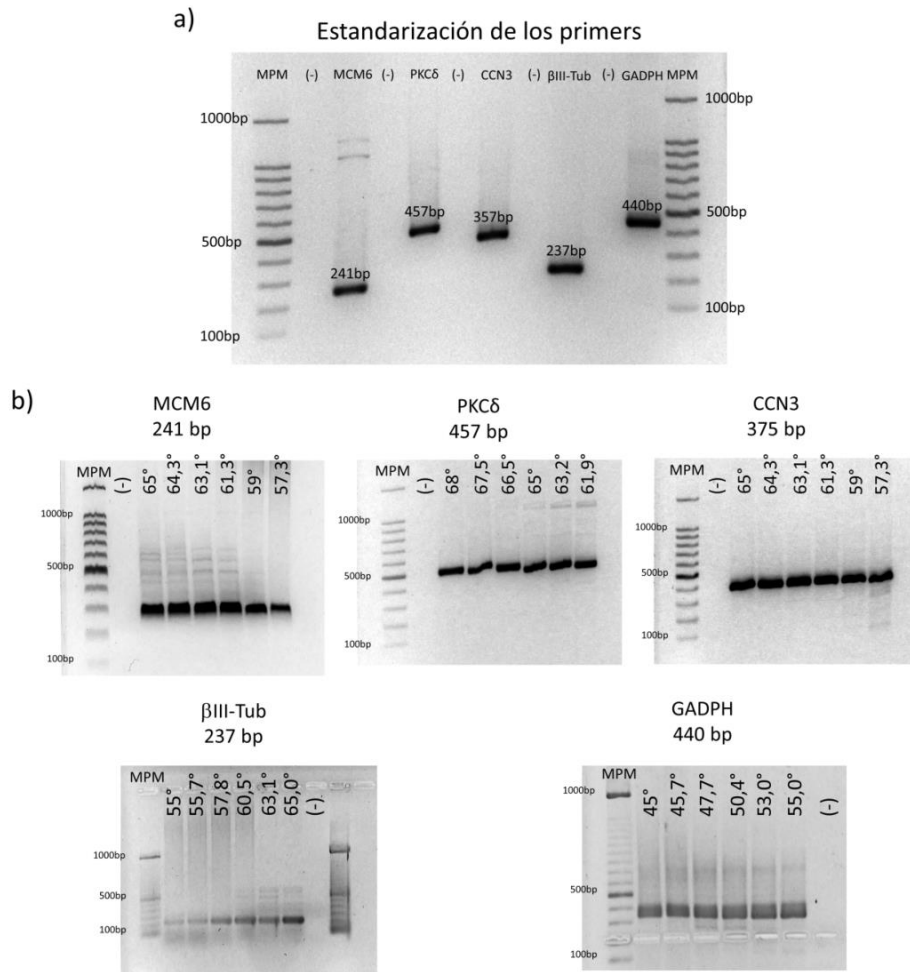 a)
Estandarización de los primers
MPM (-) MCM6 (-) PKCδ (-) CCN3 (-) βIII-Tub (-) GADPH MPM
1000bp
1000bp
457bp
357bp
440bp
500bp
500bp
237bp
241bp
100bp
100bp
b)
MCM6
241 bp
MPM (-) 65° 64,3° 63,1° 61,3° 59° 57,3°
1000bp
500bp
100bp
PKCδ
457 bp
MPM (-) 68° 67,5° 66,5° 65° 63,2° 61,9°
1000bp
500bp
100bp
CCN3
375 bp
MPM (-) 65° 64,3° 63,1° 61,3° 59° 57,3°
1000bp
500bp
100bp
βIII-Tub
237 bp
MPM 55° 55,7° 57,8° 60,5° 63,1° 65,0° (-)
1000bp
500bp
100bp
GADPH
440 bp
MPM 45° 45,7° 47,7° 50,4° 53,0° 55,0° (-)
1000bp
500bp
100bp